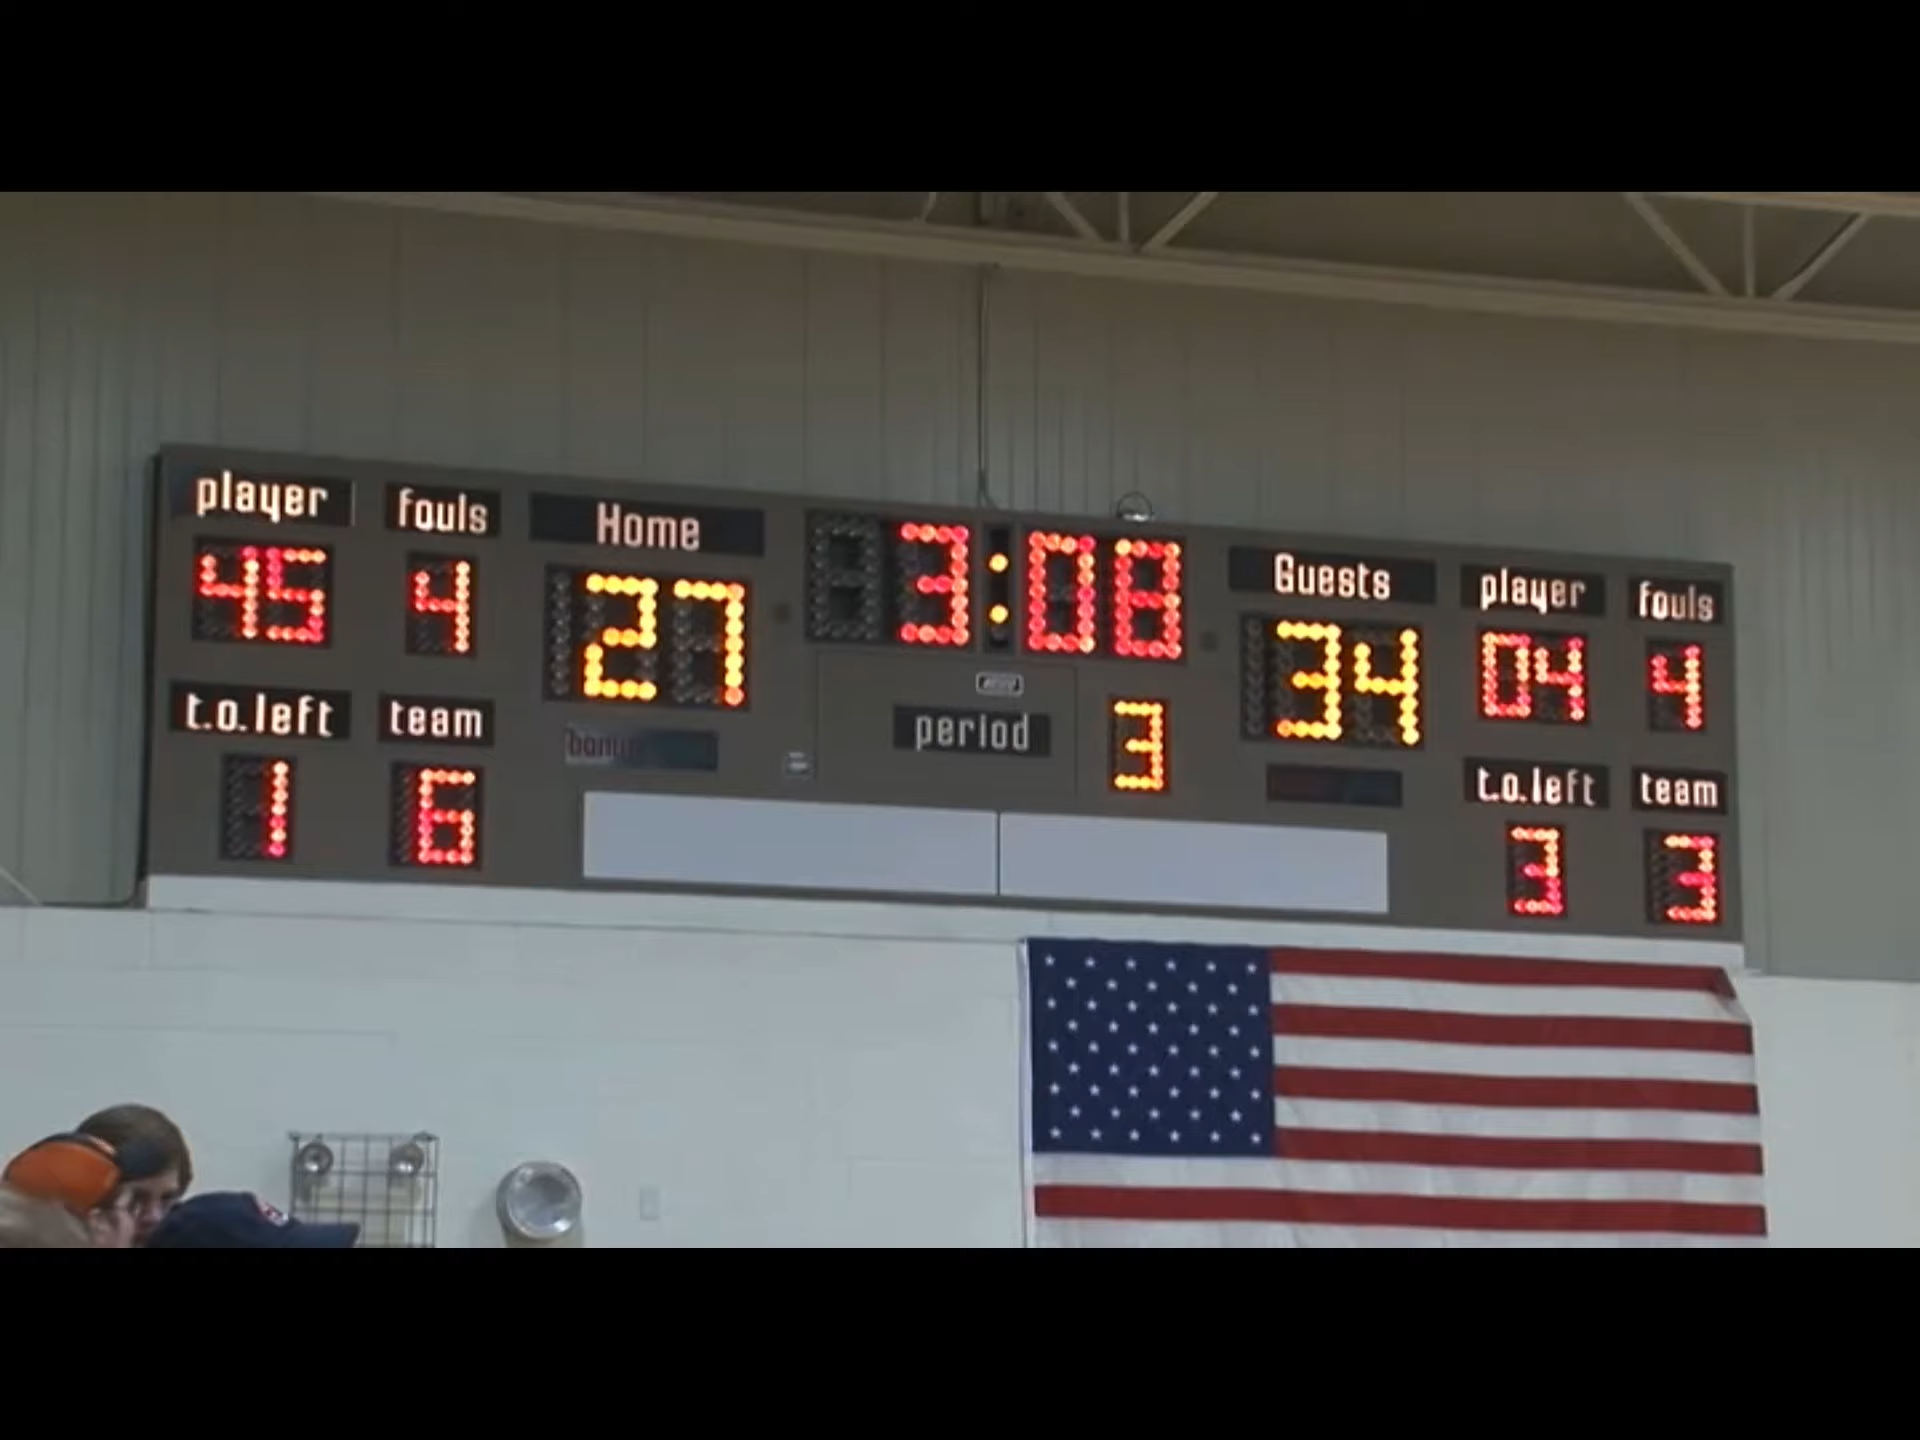 player fouls Home 3:08 Guests player fouls
45 4 27 34 04 4
t.o.left team bonus period 3 t.o.left team
1 6 3 3